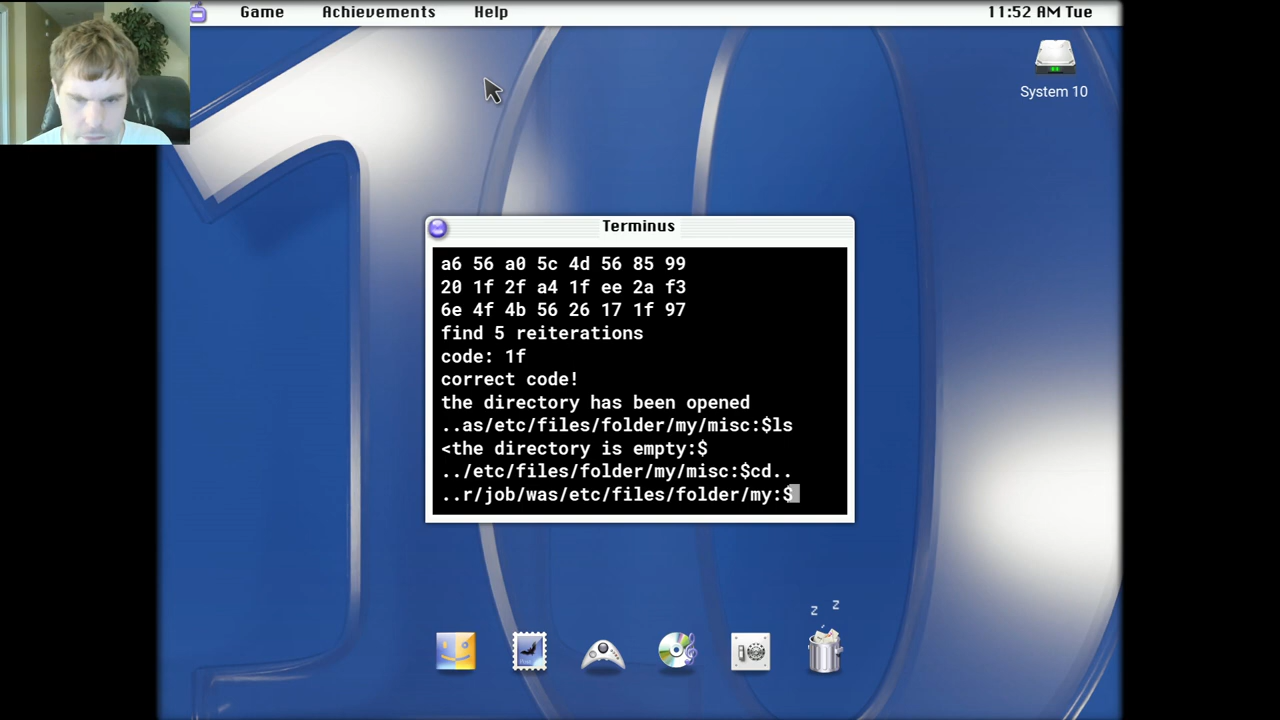 Game Achievements Help 11:52 AM Tue
System 10
Terminus
a6 56 a0 5c 4d 56 85 99
20 1f 2f a4 1f ee 2a f3
6e 4f 4b 56 26 17 1f 97
find 5 reiterations
code: 1f
correct code!
the directory has been opened
..as/etc/files/folder/my/misc:$ls
<the directory is empty:$
../etc/files/folder/my/misc:$cd..
..r/job/was/etc/files/folder/my:$
z z